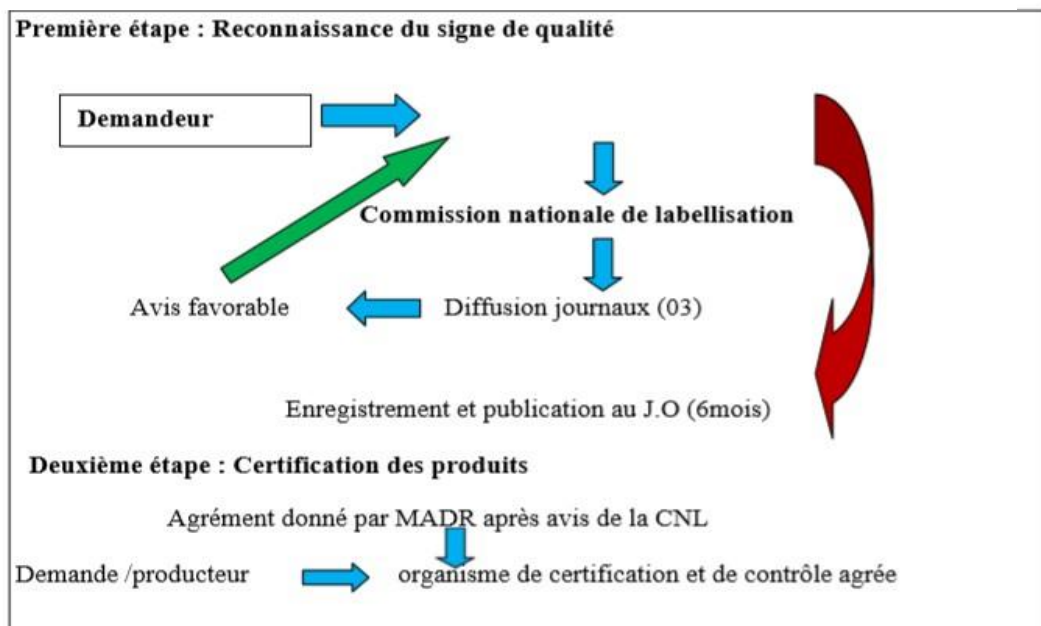 Première étape : Reconnaissance du signe de qualité
Demandeur
Commission nationale de labellisation
Avis favorable
Diffusion journaux (03)
Enregistrement et publication au J.O (6mois)
Deuxième étape : Certification des produits
Agrément donné par MADR après avis de la CNL
Demande /producteur
organisme de certification et de contrôle agrée